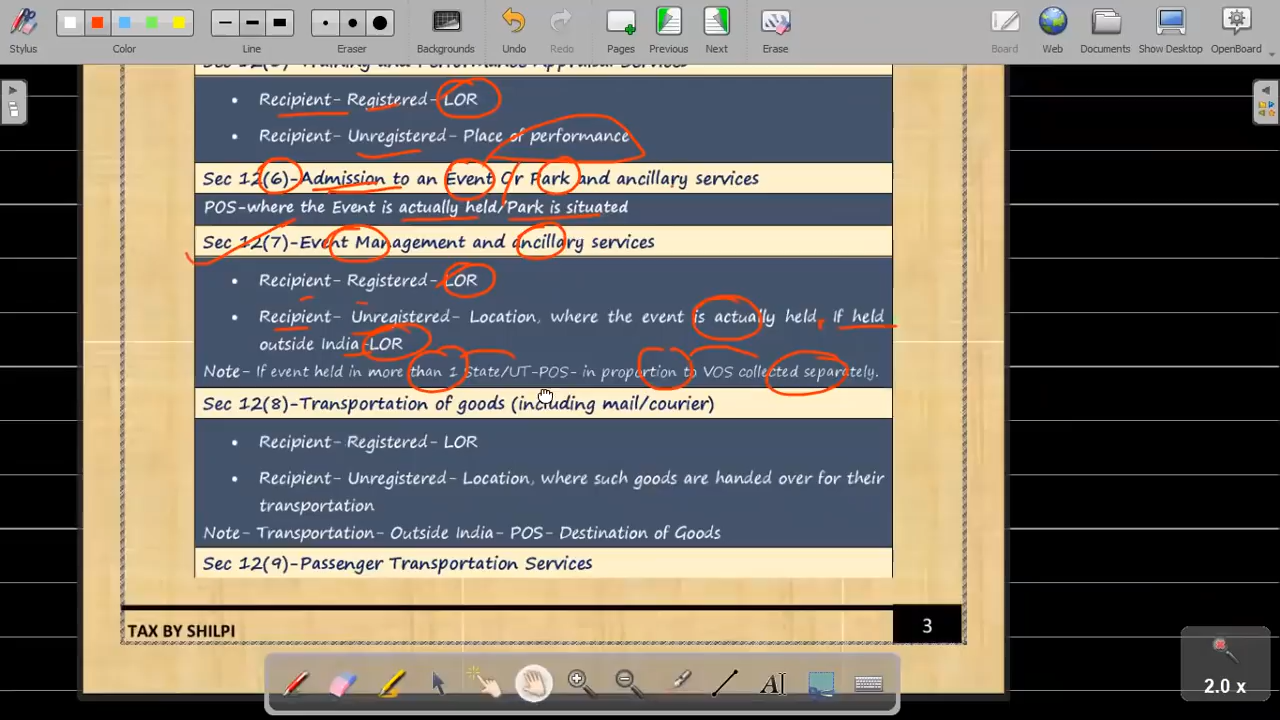 Stylus
Color
Line
Eraser
Backgrounds
Undo
Redo
Pages
Previous
Next
Erase
Board
Web
Documents
Show Desktop
OpenBoard
Training and Performance Appraisal Services
• Recipient- Registered- LOR
• Recipient- Unregistered- Place of performance
Sec 12(6)-Admission to an Event Or Park and ancillary services
POS-where the Event is actually held/Park is situated
Sec 12(7)-Event Management and ancillary services
• Recipient- Registered- LOR
• Recipient- Unregistered- Location, where the event is actually held, If held
outside India-LOR
Note- If event held in more than 1 State/UT-POS- in proportion to VOS collected separately.
Sec 12(8)-Transportation of goods (including mail/courier)
• Recipient- Registered- LOR
• Recipient- Unregistered- Location, where such goods are handed over for their
transportation
Note- Transportation- Outside India- POS- Destination of Goods
Sec 12(9)-Passenger Transportation Services
TAX BY SHILPI
3
2.0 x